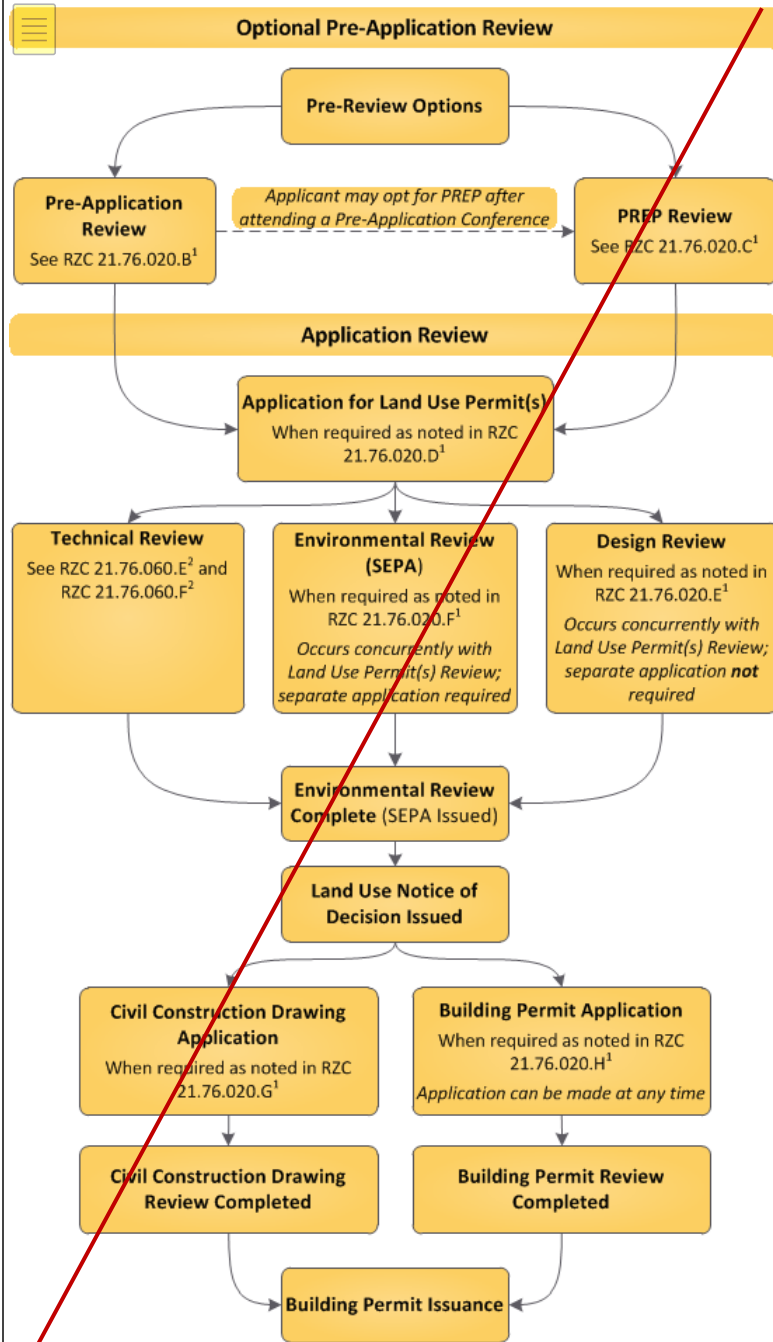 Optional Pre-Application Review
Pre-Review Options
Pre-Application
Review
See RZC 21.76.020.B¹
Applicant may opt for PREP after
attending a Pre-Application Conference
PREP Review
See RZC 21.76.020.C¹
Application Review
Application for Land Use Permit(s)
When required as noted in RZC
21.76.020.D¹
Technical Review
See RZC 21.76.060.E² and
RZC 21.76.060.F²
Environmental Review
(SEPA)
When required as noted in
RZC 21.76.020.F¹
Occurs concurrently with
Land Use Permit(s) Review;
separate application required
Design Review
When required as noted in
RZC 21.76.020.E¹
Occurs concurrently with
Land Use Permit(s) Review;
separate application not
required
Environmental Review
Complete (SEPA Issued)
Land Use Notice of
Decision Issued
Civil Construction Drawing
Application
When required as noted in RZC
21.76.020.G¹
Building Permit Application
When required as noted in RZC
21.76.020.H¹
Application can be made at any time
Civil Construction Drawing
Review Completed
Building Permit Review
Completed
Building Permit Issuance